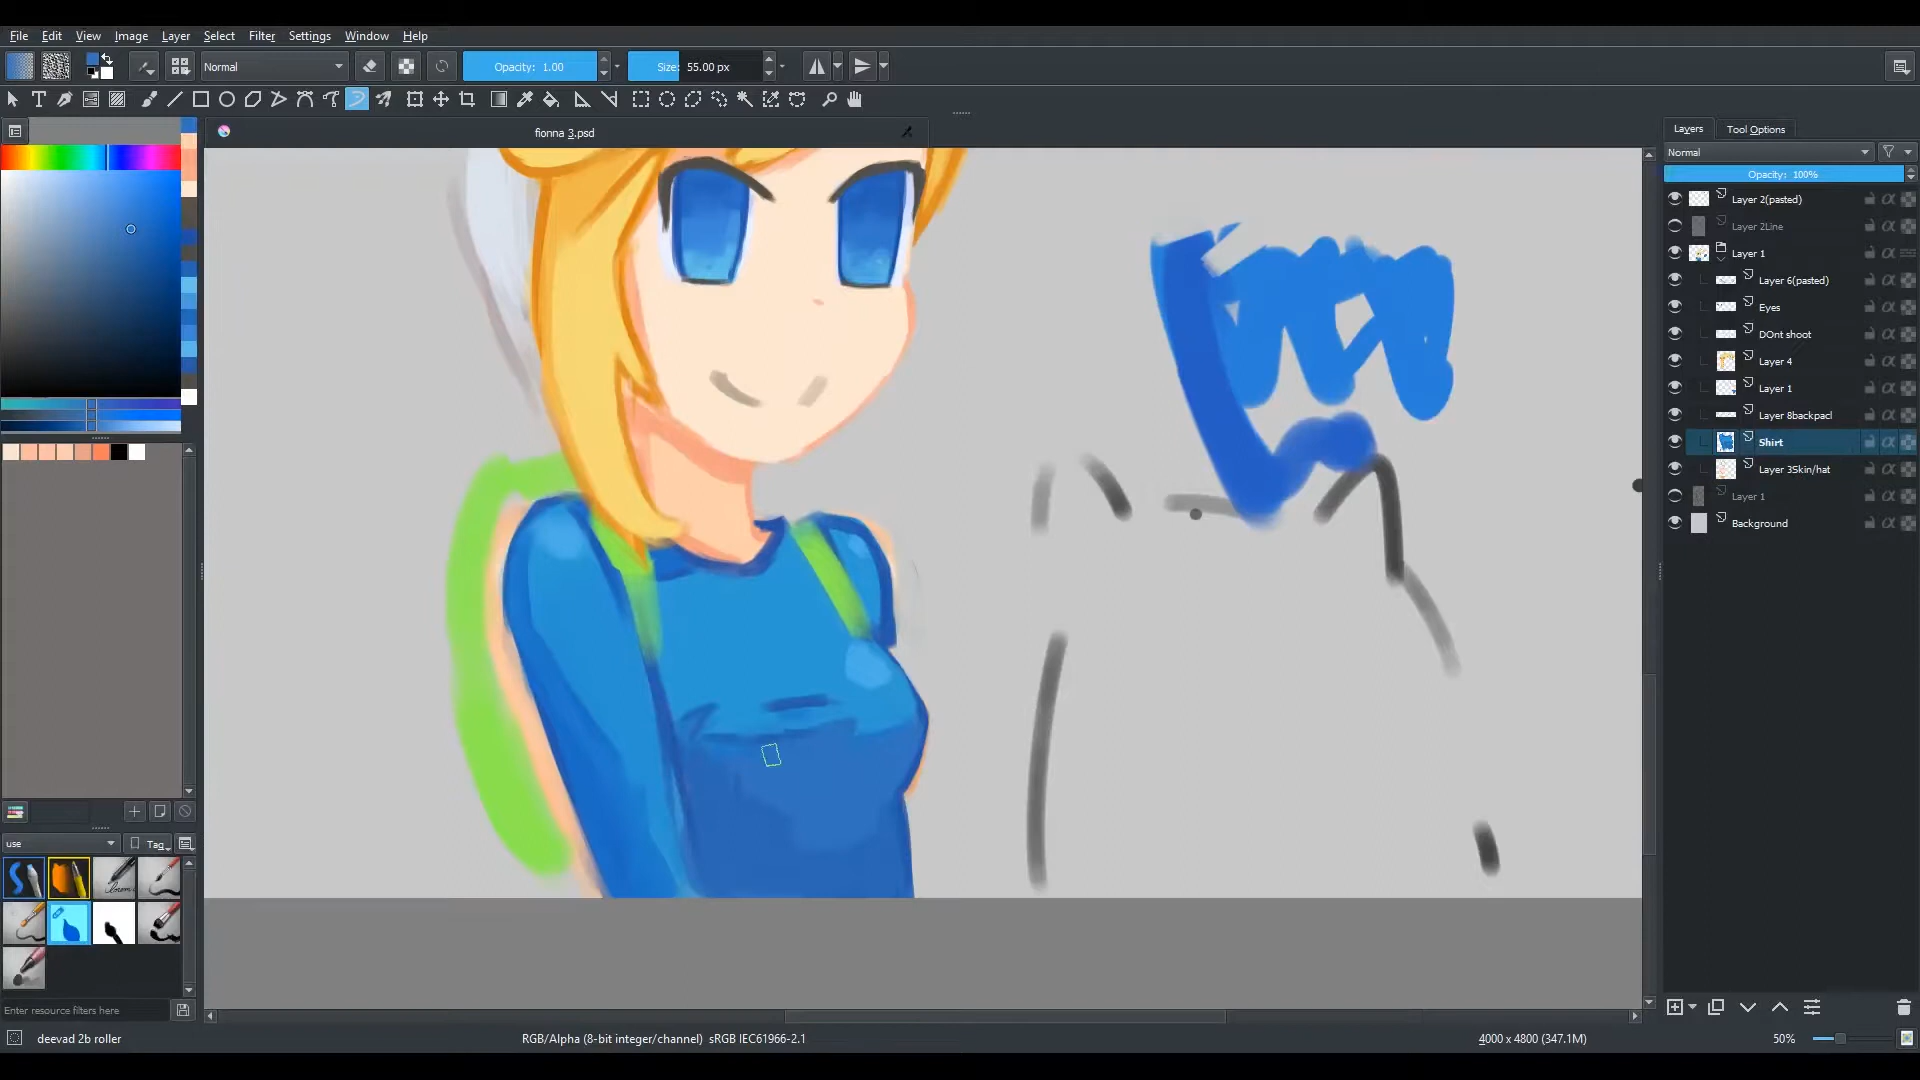 File Edit View Image Layer Select Filter Settings Window Help
Normal Opacity: 1.00 Size: 55.00 px
fionna 3.psd
Layers Tool Options
Normal
Opacity: 100%
Layer 2(pasted)
Layer 2Line
Layer 1
Layer 6(pasted)
Eyes
DOnt shoot
Layer 4
Layer 1
Layer 8backpacl
Shirt
Layer 3Skin/hat
Layer 1
Background
use Tag
Enter resource filters here
deevad 2b roller RGB/Alpha (8-bit integer/channel) sRGB IEC61966-2.1 4000 x 4800 (347.1M) 50%